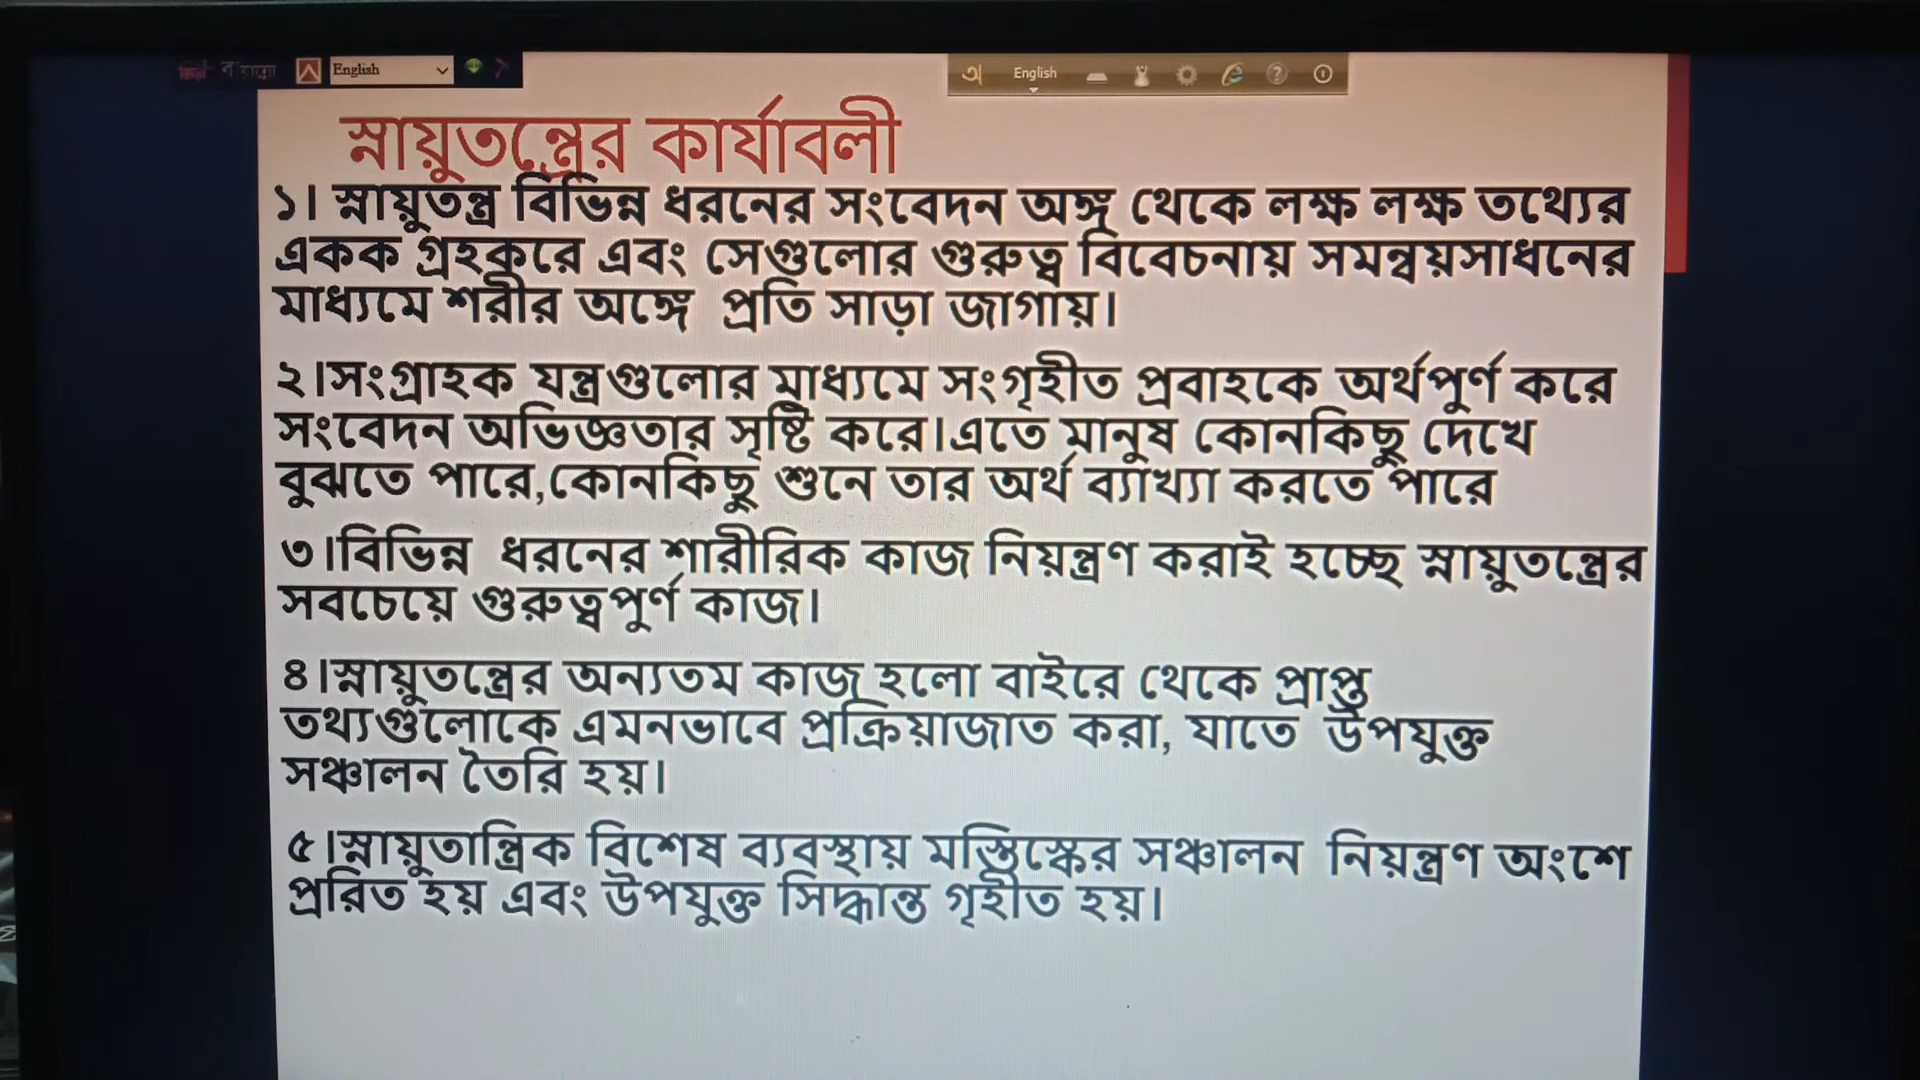 English
English
স্নায়ুতন্ত্রের কার্যাবলী
১। স্নায়ুতন্ত্র বিভিন্ন ধরনের সংবেদন অঙ্গ থেকে লক্ষ লক্ষ তথ্যের
একক গ্রহকরে এবং সেগুলোর গুরুত্ব বিবেচনায় সমন্বয়সাধনের
মাধ্যমে শরীর অঙ্গে প্রতি সাড়া জাগায়।
২।সংগ্রাহক যন্ত্রগুলোর মাধ্যমে সংগৃহীত প্রবাহকে অর্থপুর্ণ করে
সংবেদন অভিজ্ঞতার সৃষ্টি করে।এতে মানুষ কোনকিছু দেখে
বুঝতে পারে,কোনকিছু শুনে তার অর্থ ব্যাখ্যা করতে পারে
৩।বিভিন্ন ধরনের শারীরিক কাজ নিয়ন্ত্রণ করাই হচ্ছে স্নায়ুতন্ত্রের
সবচেয়ে গুরুত্বপুর্ণ কাজ।
৪।স্নায়ুতন্ত্রের অন্যতম কাজ হলো বাইরে থেকে প্রাপ্ত
তথ্যগুলোকে এমনভাবে প্রক্রিয়াজাত করা, যাতে উপযুক্ত
সঞ্চালন তৈরি হয়।
৫।স্নায়ুতান্ত্রিক বিশেষ ব্যবস্থায় মস্তিস্কের সঞ্চালন নিয়ন্ত্রণ অংশে
প্ররিত হয় এবং উপযুক্ত সিদ্ধান্ত গৃহীত হয়।